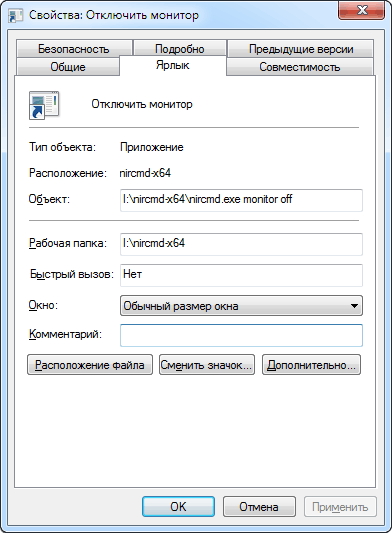 Свойства: Отключить монитор
Безопасность Подробно Предыдущие версии
Общие Ярлык Совместимость
Отключить монитор
Тип объекта: Приложение
Расположение: nircmd-x64
Объект: I:\nircmd-x64\nircmd.exe monitor off
Рабочая папка: I:\nircmd-x64
Быстрый вызов: Нет
Окно: Обычный размер окна
Комментарий:
Расположение файла Сменить значок... Дополнительно...
OK Отмена Применить